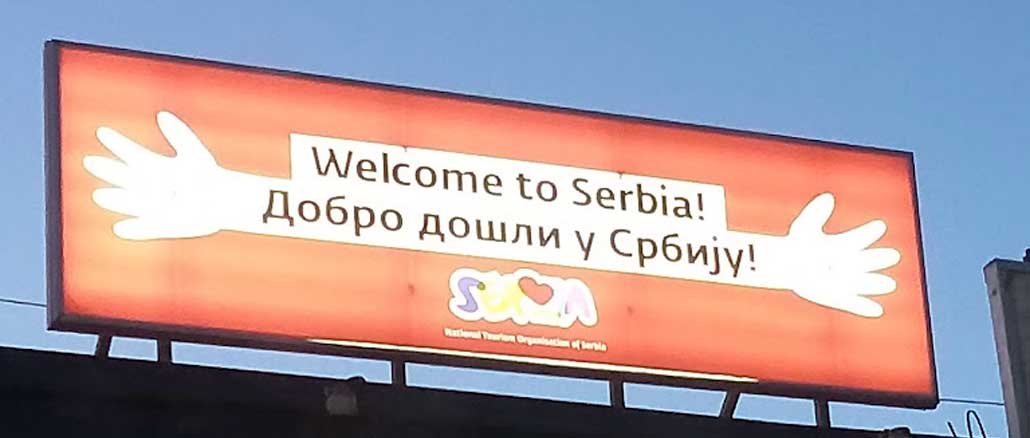 Welcome to Serbia!
Добро дошли у Србију!
National Tourism Organisation of Serbia